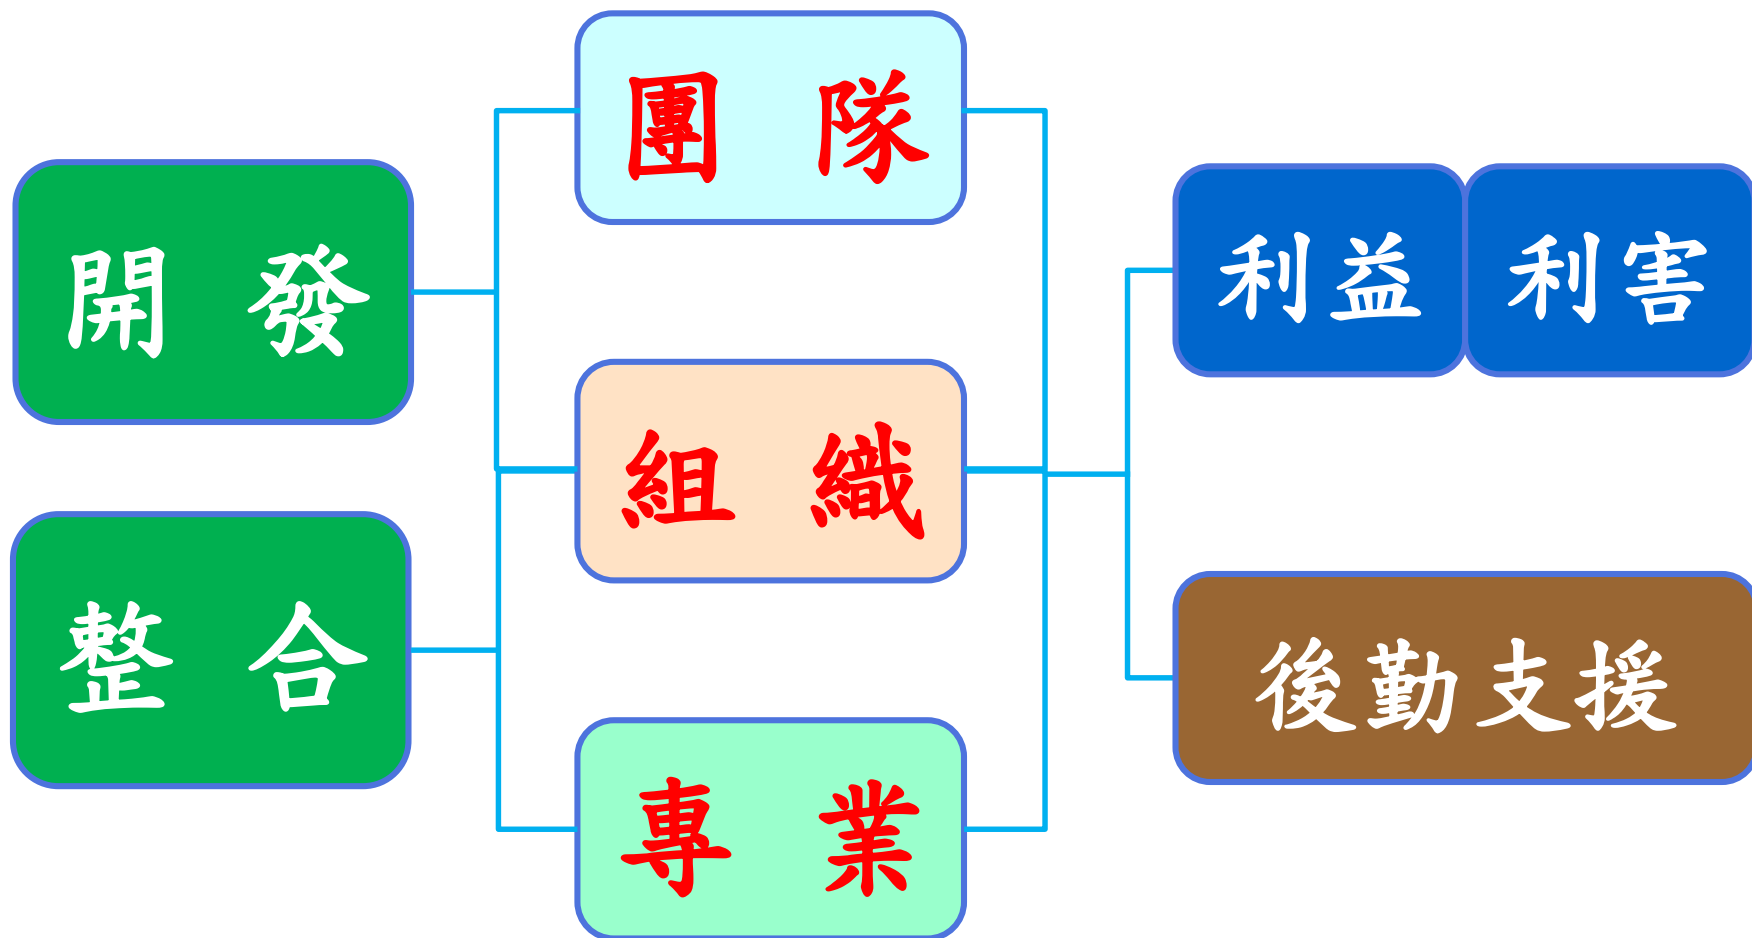 開 發
整 合
團 隊
組 織
專 業
利益
利害
後勤支援